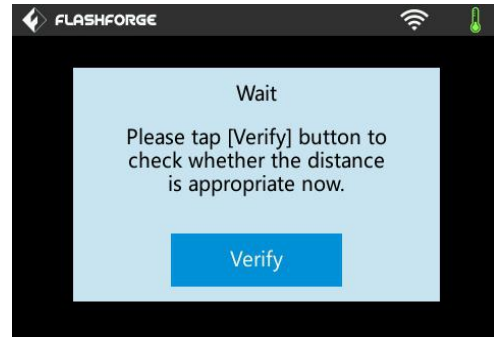 FLASHFORGE
Wait
Please tap [Verify] button to
check whether the distance
is appropriate now.
Verify